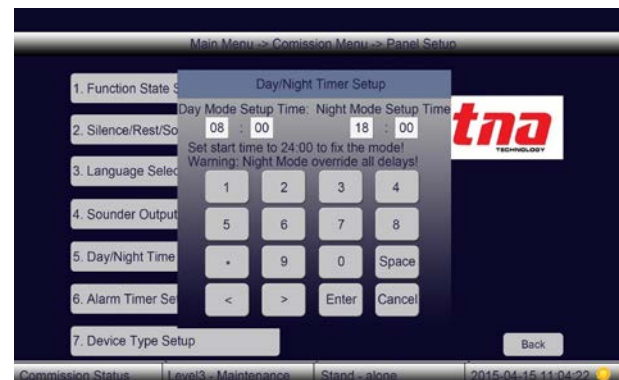 Main Menu -> Comission Menu -> Panel Setup
Day/Night Timer Setup
1. Function State S
Day Mode Setup Time: Night Mode Setup Time
08 : 00 18 : 00
2. Silence/Rest/So
Set start time to 24:00 to fix the mode!
Warning: Night Mode override all delays!
tna
TECHNOLOGY
3. Language Selec
1 2 3 4
4. Sounder Output
5 6 7 8
5. Day/Night Time
* 9 0 Space
6. Alarm Timer Set
< > Enter Cancel
7. Device Type Setup
Back
Commission Status Level3 - Maintenance Stand - alone 2015-04-15 11:04:22